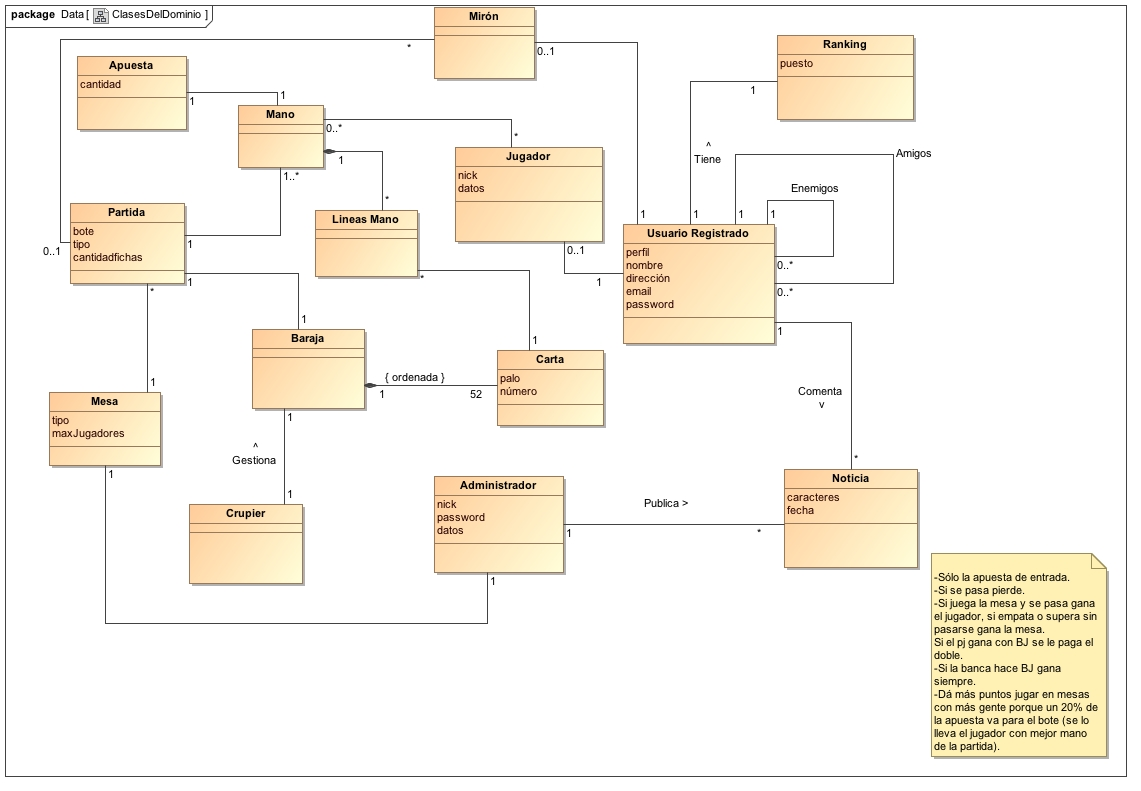 package Data [ ClasesDelDominio ]
Mirón
*
0..1
Ranking
puesto
1
Apuesta
cantidad
1
1
Mano
0..*
*
1
1..*
Jugador
nick
datos
0..1
^
Tiene
Amigos
Enemigos
1
1
1
1
Usuario Registrado
perfil
nombre
dirección
email
password
0..*
0..*
1
1
Partida
bote
tipo
cantidadfichas
0..1
1
1
*
*
Lineas Mano
*
1
Baraja
1
{ ordenada }
1
52
Carta
palo
número
1
Mesa
tipo
maxJugadores
1
1
^
Gestiona
1
Crupier
Comenta
v
*
Administrador
nick
password
datos
1
1
Publica >
*
Noticia
caracteres
fecha
-Sólo la apuesta de entrada.
-Si se pasa pierde.
-Si juega la mesa y se pasa gana
el jugador, si empata o supera sin
pasarse gana la mesa.
Si el pj gana con BJ se le paga el
doble.
-Si la banca hace BJ gana
siempre.
-Dá más puntos jugar en mesas
con más gente porque un 20% de
la apuesta va para el bote (se lo
lleva el jugador con mejor mano
de la partida).